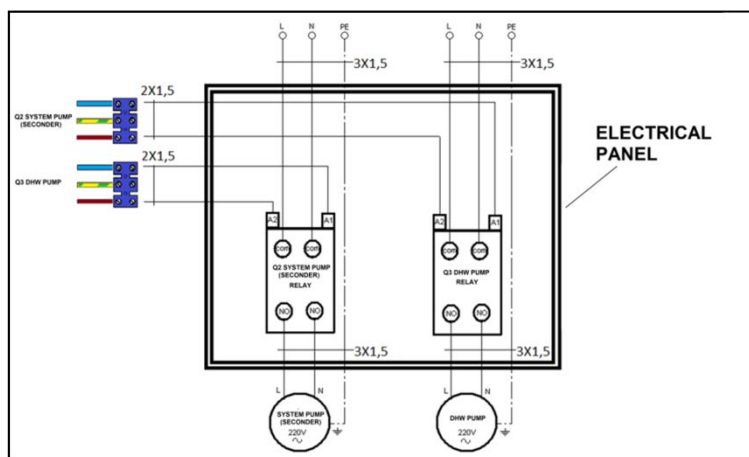 L N PE
L N PE
3X1,5
3X1,5
2X1,5
Q2 SYSTEM PUMP
(SECONDER)
2X1,5
Q3 DHW PUMP
ELECTRICAL
PANEL
A2 A1
A2 A1
com com
com com
Q2 SYSTEM PUMP
(SECONDER)
RELAY
Q3 DHW PUMP
RELAY
NO NO
NO NO
3X1,5
3X1,5
L N
L N
SYSTEM PUMP
(SECONDER)
220V
DHW PUMP
220V